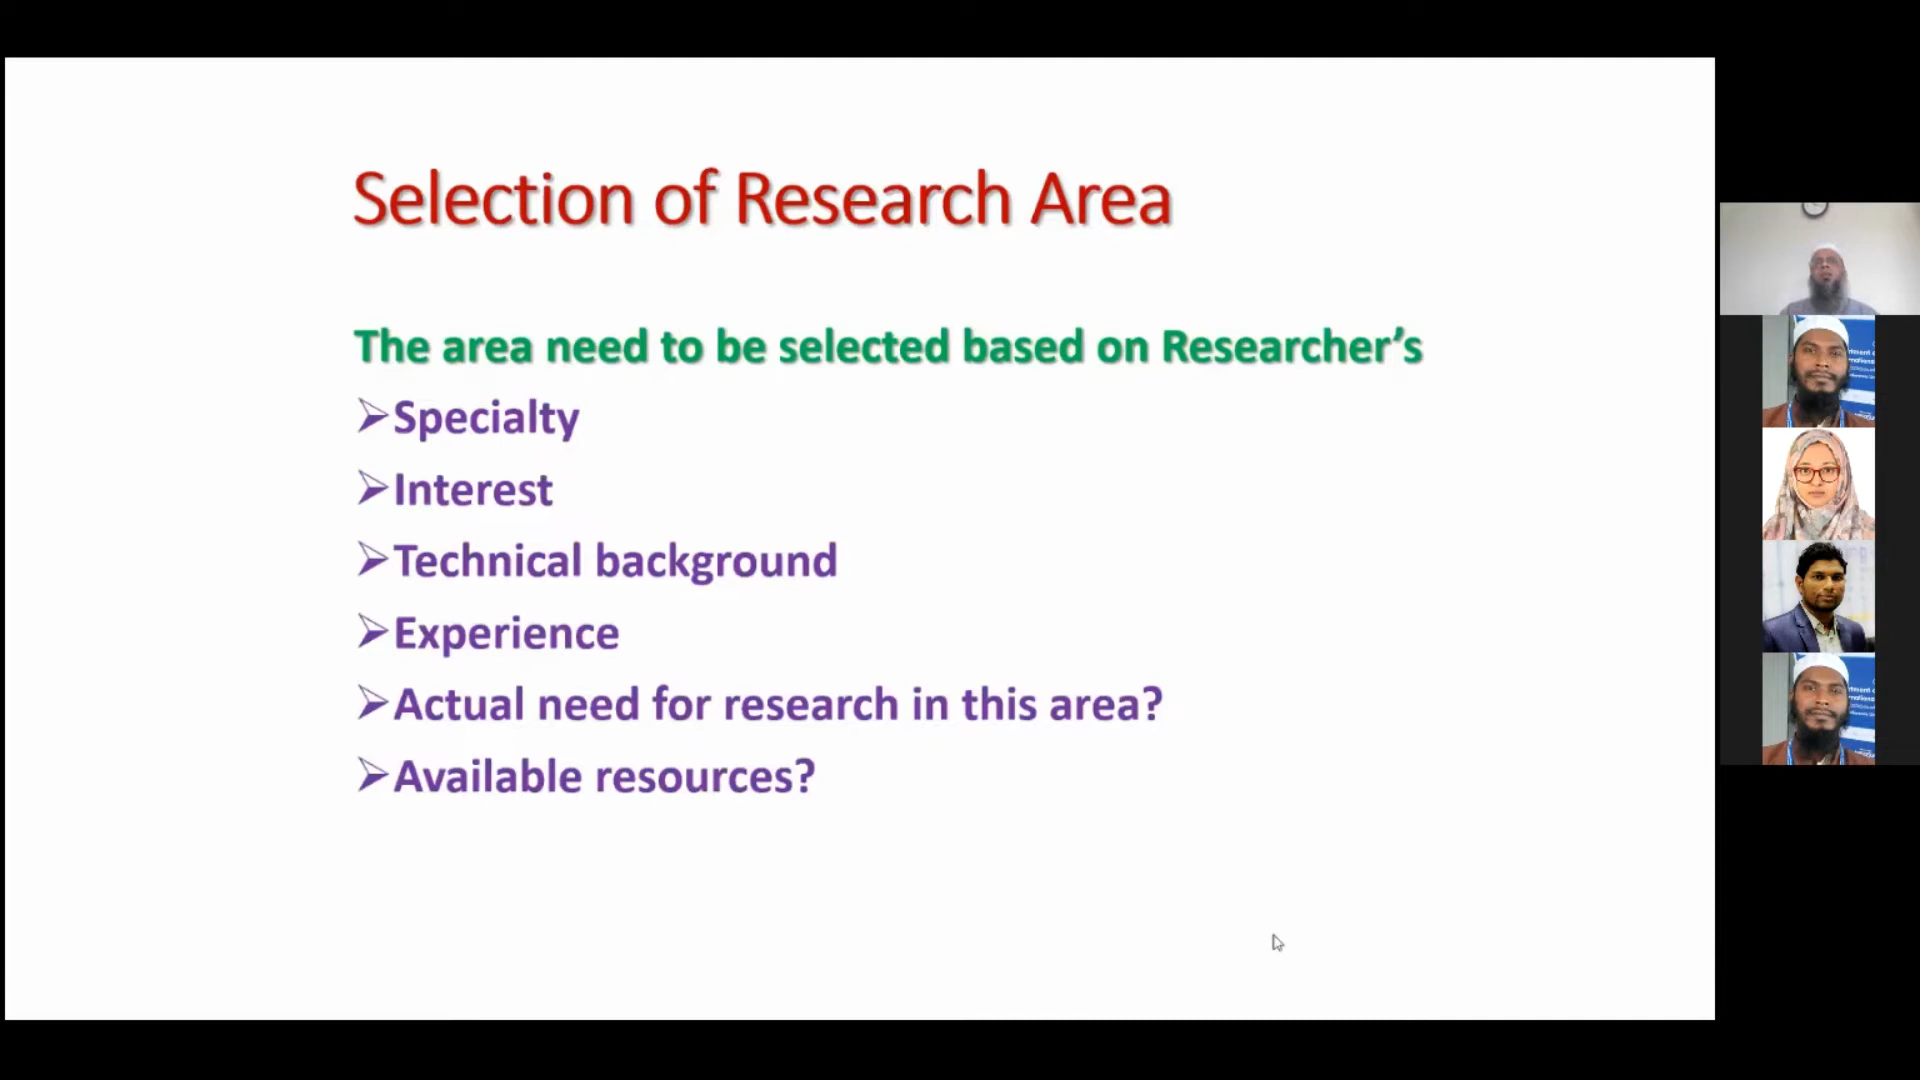 Selection of Research Area
The area need to be selected based on Researcher’s
➢Specialty
➢Interest
➢Technical background
➢Experience
➢Actual need for research in this area?
➢Available resources?